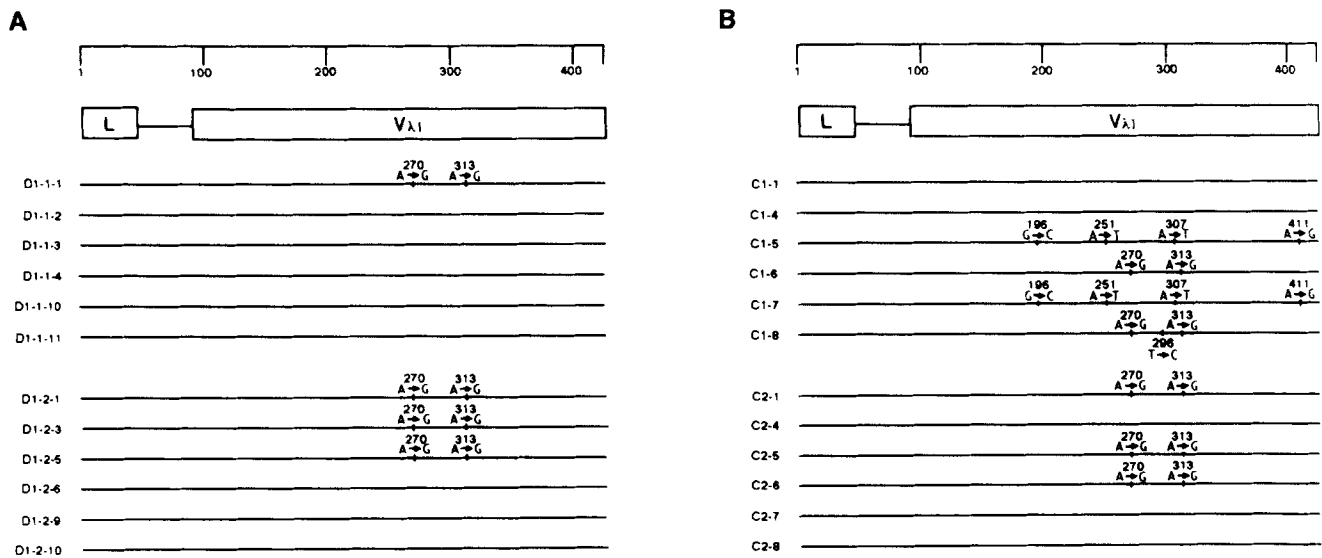 A
1 100 200 300 400
L Vλ1
270 313
D1-1-1 A→G A→G
D1-1-2
D1-1-3
D1-1-4
D1-1-10
D1-1-11
270 313
D1-2-1 A→G A→G
270 313
D1-2-3 A→G A→G
270 313
D1-2-5 A→G A→G
D1-2-6
D1-2-9
D1-2-10
B
1 200 300 400
L Vλ1
C1-1
C1-4
196 251 307 411
C1-5 G→C A→T A→T A→G
270 313
C1-6 A→G A→G
196 251 307 411
C1-7 G→C A→T A→T A→G
270 313
C1-8 A→G A→G
296
T→C
270 313
C2-1 A→G A→G
C2-4
270 313
C2-5 A→G A→G
270 313
C2-6 A→G A→G
C2-7
C2-8